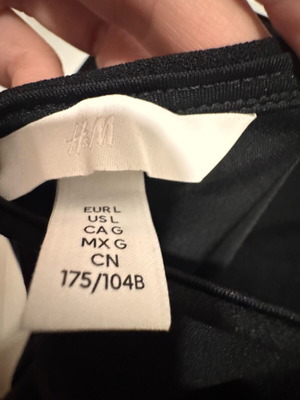 H&M
EUR L
US L
CA G
MX G
CN
175/104B